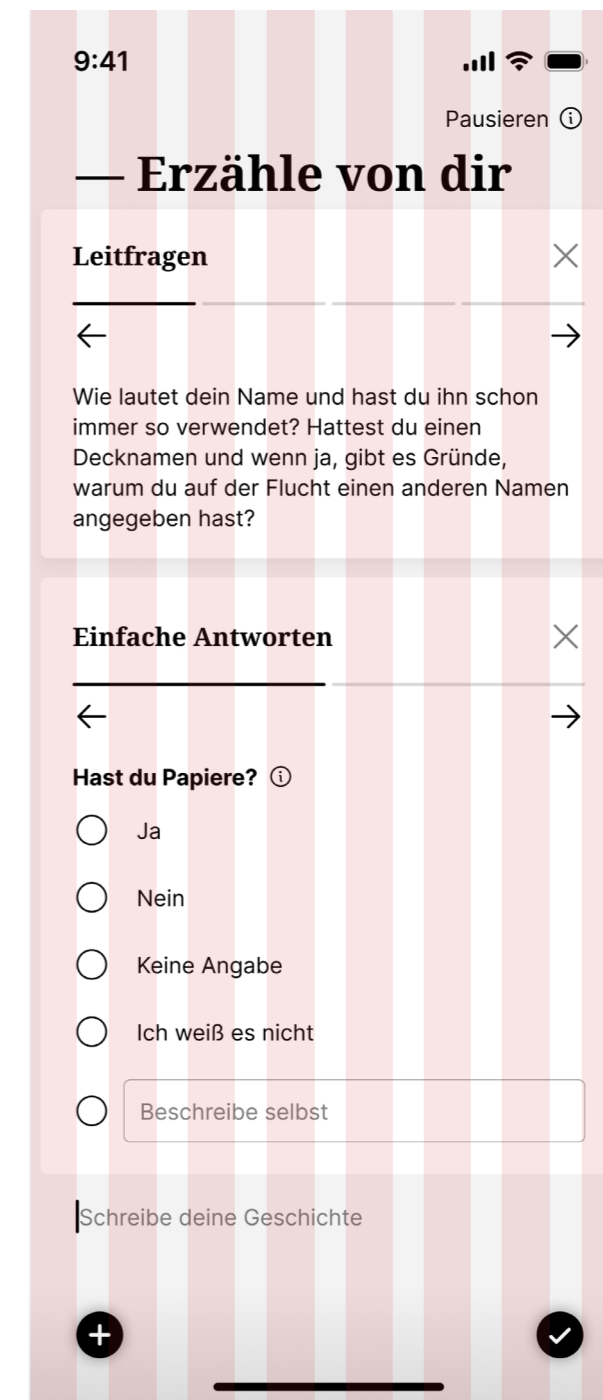 9:41
Pausieren
— Erzähle von dir
Leitfragen
Wie lautet dein Name und hast du ihn schon
immer so verwendet? Hattest du einen
Decknamen und wenn ja, gibt es Gründe,
warum du auf der Flucht einen anderen Namen
angegeben hast?
Einfache Antworten
Hast du Papiere?
Ja
Nein
Keine Angabe
Ich weiß es nicht
Beschreibe selbst
Schreibe deine Geschichte